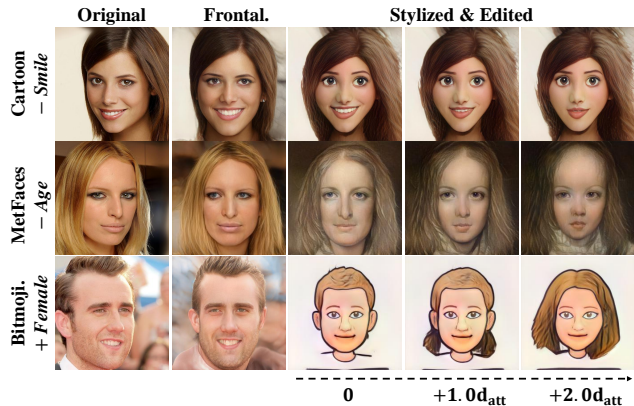 Original Frontal. Stylized & Edited
Cartoon
− Smile
MetFaces
− Age
Bitmoji.
+ Female
0 +1.0d_att +2.0d_att